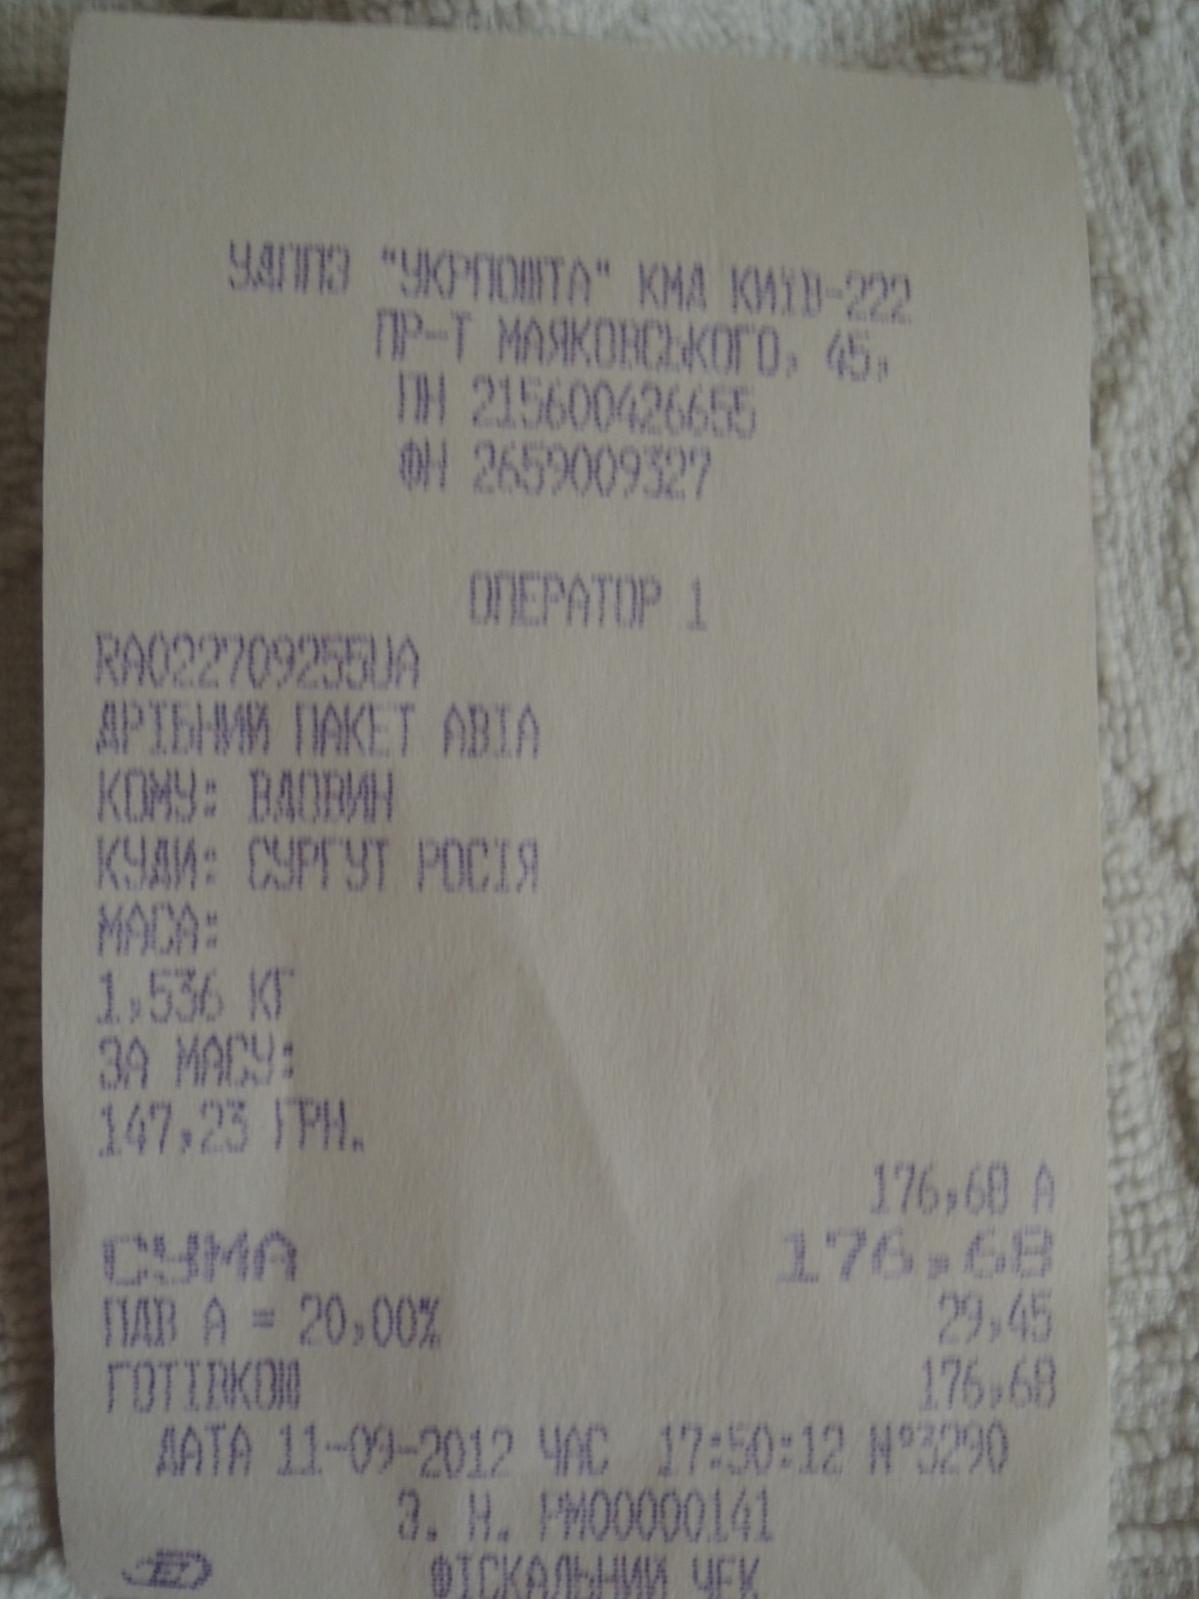 УДППЗ "УКРПОШТА" КМД КИЇВ-222
ПР-Т МАЯКОВСЬКОГО, 45,
ПН 215600426655
ФН 2659009327
ОПЕРАТОР 1
RA022709255UA
ДРІБНИЙ ПАКЕТ АВІА
КОМУ: ВДОВИН
КУДИ: СУРГУТ РОСІЯ
МАСА:
1,536 КГ
ЗА МАСУ:
147,23 ГРН.
176,68 А
СУМА 176,68
ПДВ А = 20,00% 29,45
ГОТІВКОЮ 176,68
ДАТА 11-09-2012 ЧАС 17:50:12 №3290
З. Н. РМ00000141
ФІСКАЛЬНИЙ ЧЕК